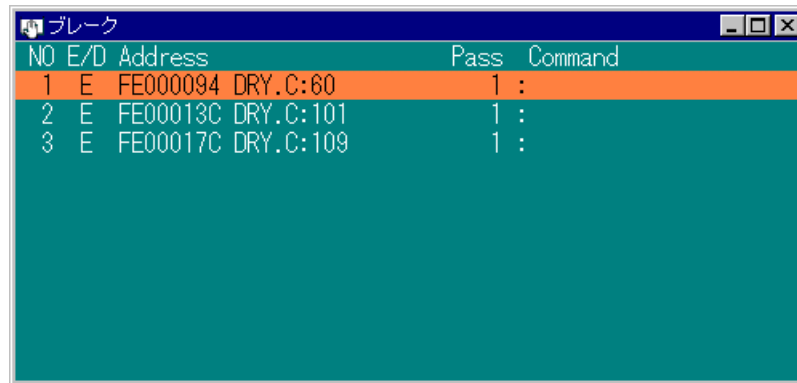 ブレーク
NO E/D Address Pass Command
1 E FE000094 DRY.C:60 1 :
2 E FE00013C DRY.C:101 1 :
3 E FE00017C DRY.C:109 1 :